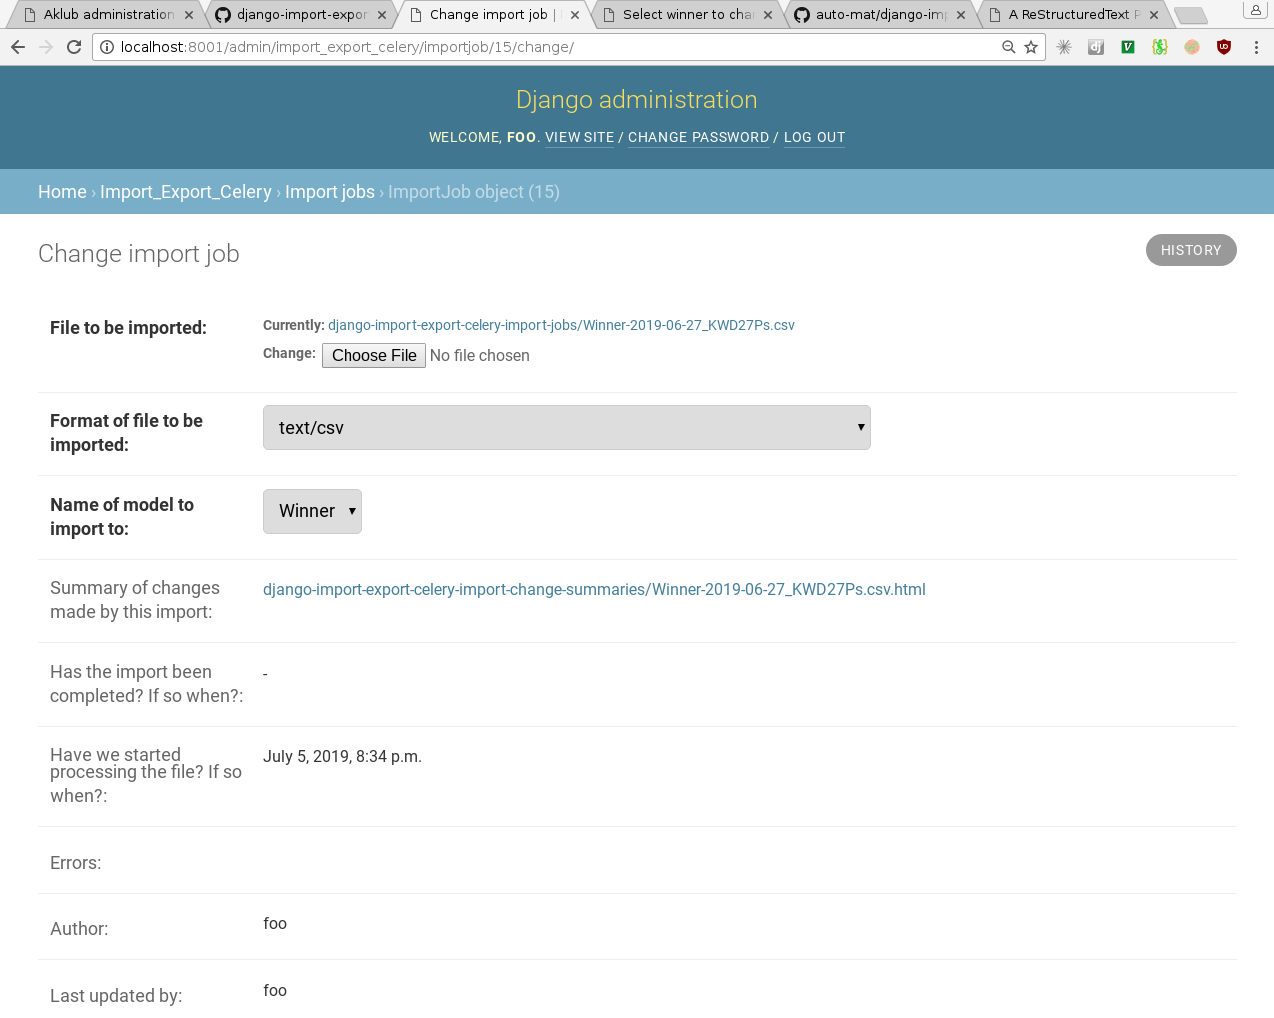 Aklub administration
django-import-expor
Change import job |
Select winner to cha
auto-mat/django-imp
A ReStructuredText P
localhost:8001/admin/import_export_celery/importjob/15/change/
Django administration
WELCOME, FOO. VIEW SITE / CHANGE PASSWORD / LOG OUT
Home › Import_Export_Celery › Import jobs › ImportJob object (15)
Change import job
HISTORY
File to be imported:
Currently: django-import-export-celery-import-jobs/Winner-2019-06-27_KWD27Ps.csv
Change: Choose File No file chosen
Format of file to be
imported:
text/csv
Name of model to
import to:
Winner
Summary of changes
made by this import:
django-import-export-celery-import-change-summaries/Winner-2019-06-27_KWD27Ps.csv.html
Has the import been
completed? If so when?:
-
Have we started
processing the file? If so
when?:
July 5, 2019, 8:34 p.m.
Errors:
Author:
foo
Last updated by:
foo